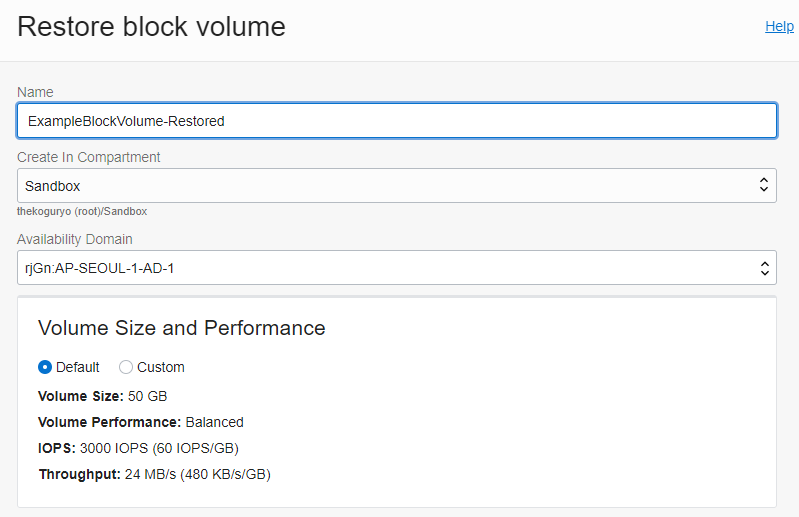 Restore block volume
Help
Name
ExampleBlockVolume-Restored
Create In Compartment
Sandbox
thekoguryo (root)/Sandbox
Availability Domain
rjGn:AP-SEOUL-1-AD-1
Volume Size and Performance
Default Custom
Volume Size: 50 GB
Volume Performance: Balanced
IOPS: 3000 IOPS (60 IOPS/GB)
Throughput: 24 MB/s (480 KB/s/GB)